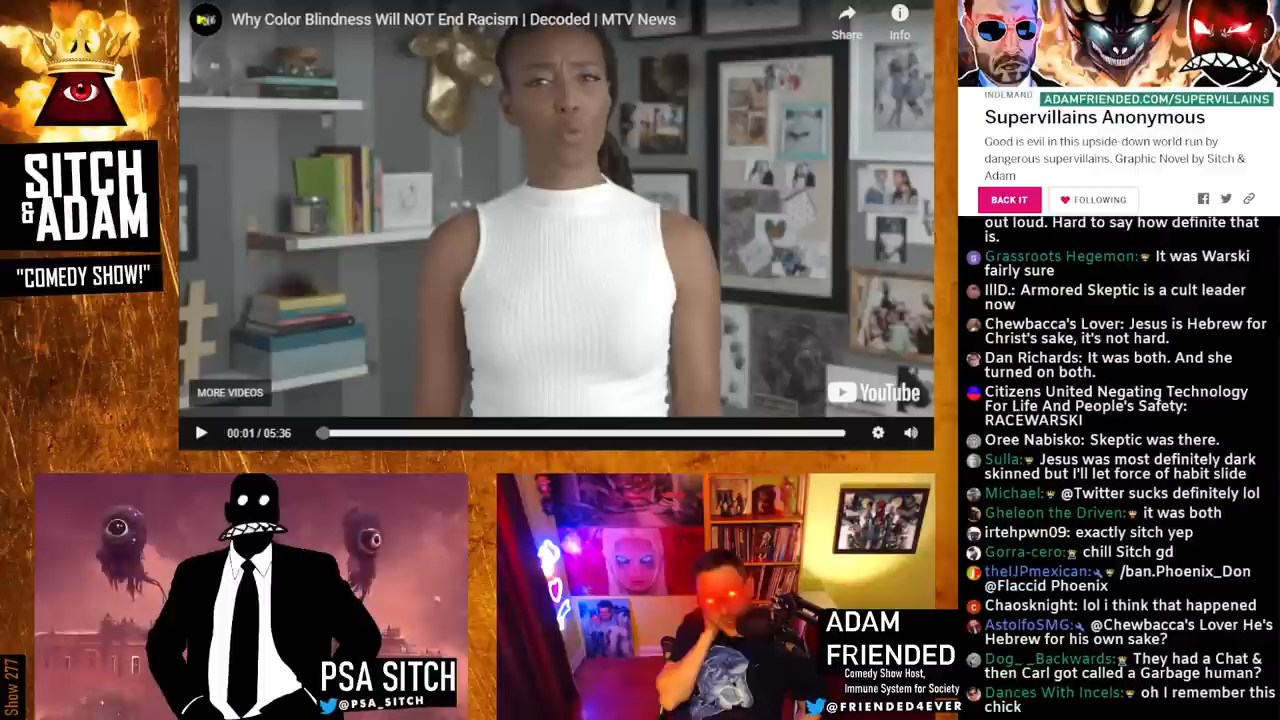 Why Color Blindness Will NOT End Racism | Decoded | MTV News
Share
Info
MORE VIDEOS
YouTube
00:01 / 05:36
SITCH
& ADAM
"COMEDY SHOW!"
Show 277
PSA SITCH
@PSA_SITCH
ADAM
FRIENDED
Comedy Show Host,
Immune System for Society
@FRIENDED4EVER
INDEMAND
ADAMFRIENDED.COM/SUPERVILLAINS
Supervillains Anonymous
Good is evil in this upside-down world run by
dangerous supervillains. Graphic Novel by Sitch &
Adam
BACK IT
FOLLOWING
out loud. Hard to say how definite that
is.
Grassroots Hegemon: It was Warski
fairly sure
IllD.: Armored Skeptic is a cult leader
now
Chewbacca's Lover: Jesus is Hebrew for
Christ's sake, it's not hard.
Dan Richards: It was both. And she
turned on both.
Citizens United Negating Technology
For Life And People's Safety:
RACEWARSKI
Oree Nabisko: Skeptic was there.
Sulla: Jesus was most definitely dark
skinned but I'll let force of habit slide
Michael: @Twitter sucks definitely lol
Gheleon the Driven: it was both
irtehpwn09: exactly sitch yep
Gorra-cero: chill Sitch gd
theIJPmexican: /ban.Phoenix_Don
@Flaccid Phoenix
Chaosknight: lol i think that happened
AstolfoSMG: @Chewbacca's Lover He's
Hebrew for his own sake?
Dog_ _Backwards: They had a Chat &
then Carl got called a Garbage human?
Dances With Incels: oh I remember this
chick